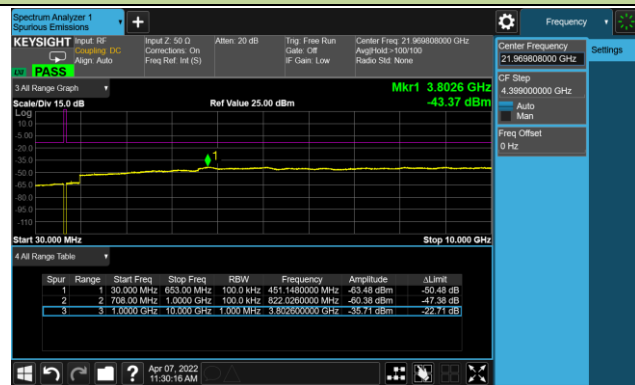 Spectrum Analyzer 1
Spurious Emissions
Frequency
KEYSIGHT
Input: RF
Coupling: DC
Align: Auto
Input Z: 50 Ω
Corrections: On
Freq Ref: Int (S)
Atten: 20 dB
Trig: Free Run
Gate: Off
IF Gain: Low
Center Freq: 21.969808000 GHz
Avg|Hold:>100/100
Radio Std: None
PASS
Center Frequency
21.969808000 GHz
Settings
CF Step
4.399000000 GHz
Auto
Man
Freq Offset
0 Hz
3 All Range Graph
Mkr1 3.8026 GHz
-43.37 dBm
Scale/Div 15.0 dB
Ref Value 25.00 dBm
Log
10.0
-5.00
-20.0
-35.0
-50.0
-65.0
-80.0
-95.0
-110
1
Start 30.000 MHz
Stop 10.000 GHz
4 All Range Table
Spur Range Start Freq Stop Freq RBW Frequency Amplitude ΔLimit
1 1 30.000 MHz 653.00 MHz 100.0 kHz 451.1480000 MHz -63.48 dBm -50.48 dB
2 2 708.00 MHz 1.0000 GHz 100.0 kHz 822.0260000 MHz -60.38 dBm -47.38 dB
3 3 1.0000 GHz 10.000 GHz 1.000 MHz 3.802600000 GHz -35.71 dBm -22.71 dB
?
Apr 07, 2022
11:30:16 AM